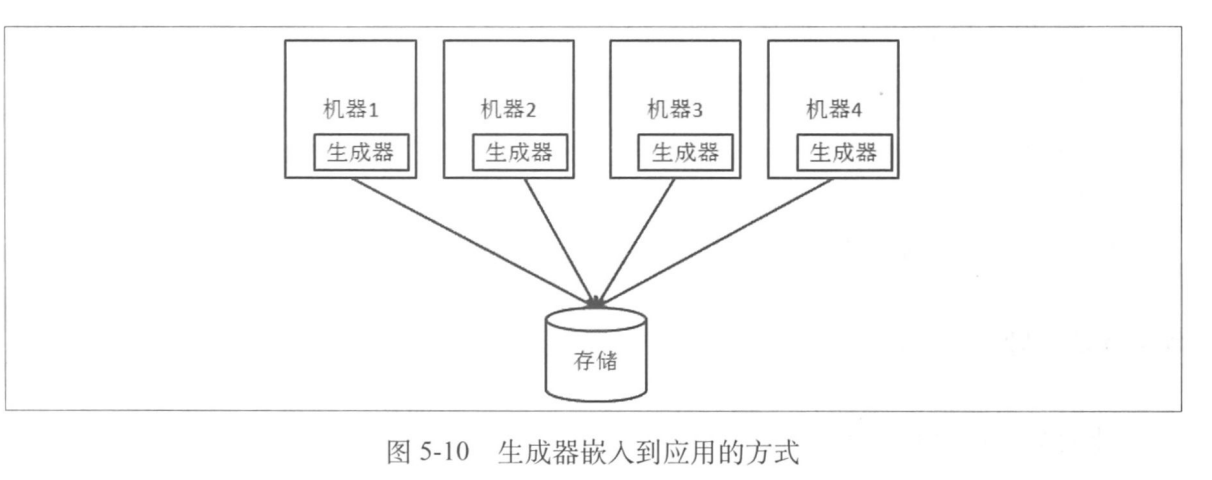 机器1 机器2 机器3 机器4
生成器 生成器 生成器 生成器
存储
图 5-10 生成器嵌入到应用的方式